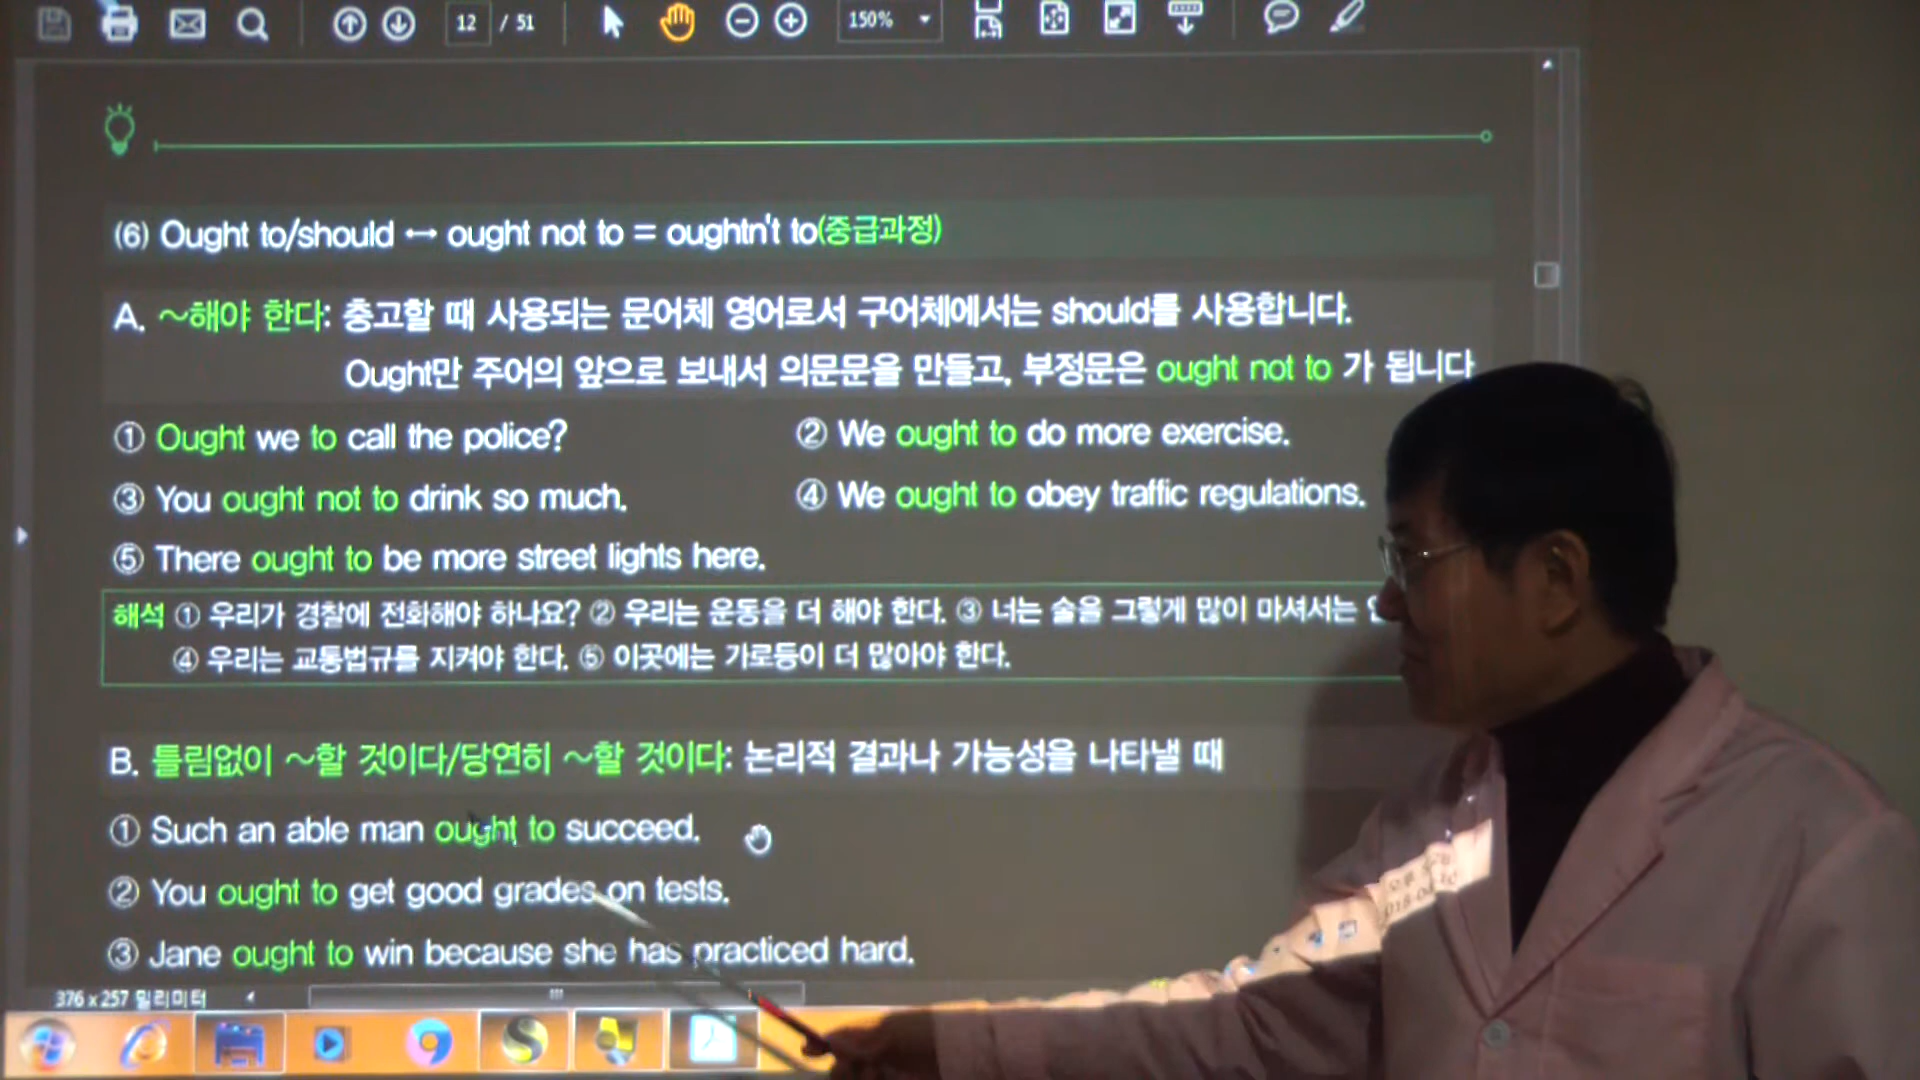 12 / 51
150%
(6) Ought to/should ↔ ought not to = oughtn't to(중급과정)
A. ~해야 한다: 충고할 때 사용되는 문어체 영어로서 구어체에서는 should를 사용합니다.
Ought만 주어의 앞으로 보내서 의문문을 만들고, 부정문은 ought not to 가 됩니다
① Ought we to call the police? ② We ought to do more exercise.
③ You ought not to drink so much. ④ We ought to obey traffic regulations.
⑤ There ought to be more street lights here.
해석 ① 우리가 경찰에 전화해야 하나요? ② 우리는 운동을 더 해야 한다. ③ 너는 술을 그렇게 많이 마셔서는
④ 우리는 교통법규를 지켜야 한다. ⑤ 이곳에는 가로등이 더 많아야 한다.
B. 틀림없이 ~할 것이다/당연히 ~할 것이다: 논리적 결과나 가능성을 나타낼 때
① Such an able man ought to succeed.
② You ought to get good grades on tests.
③ Jane ought to win because she has practiced hard.
376 x 257 밀리미터